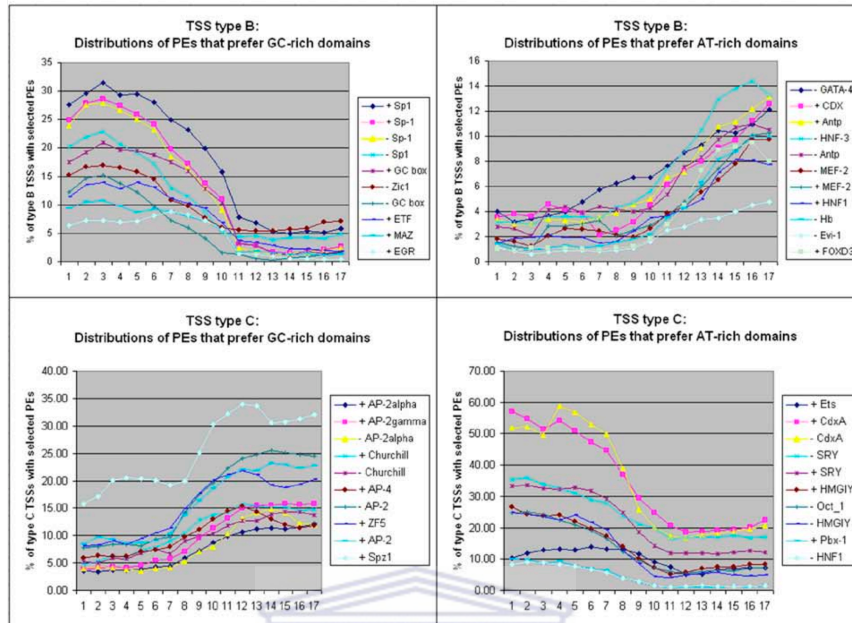 TSS type B:
Distributions of PEs that prefer GC-rich domains
% of type B TSSs with selected PEs
35
30
25
20
15
10
5
0
1 2 3 4 5 6 7 8 9 10 11 12 13 14 15 16 17
+ Sp1
+ Sp-1
- Sp-1
- Sp1
+ GC box
- Zic1
- GC box
+ ETF
+ MAZ
+ EGR
TSS type B:
Distributions of PEs that prefer AT-rich domains
% of type B TSSs with selected PEs
16
14
12
10
8
6
4
2
0
1 2 3 4 5 6 7 8 9 10 11 12 13 14 15 16 17
- GATA-4
+ CDX
+ Antp
- HNF-3
- Antp
- MEF-2
+ MEF-2
- HNF1
- Hb
- Evi-1
+ FOXD3
TSS type C:
Distributions of PEs that prefer GC-rich domains
% of type C TSSs with selected PEs
40.00
35.00
30.00
25.00
20.00
15.00
10.00
5.00
0.00
1 2 3 4 5 6 7 8 9 10 11 12 13 14 15 16 17
+ AP-2alpha
+ AP-2gamma
- AP-2alpha
+ Churchill
- Churchill
+ AP-4
- AP-2
+ ZF5
+ AP-2
+ Spz1
TSS type C:
Distributions of PEs that prefer AT-rich domains
% of type C TSSs with selected PEs
70.00
60.00
50.00
40.00
30.00
20.00
10.00
0.00
1 2 3 4 5 6 7 8 9 10 11 12 13 14 15 16 17
+ Ets
+ CdxA
- CdxA
- SRY
+ SRY
+ HMGIY
+ Oct_1
- HMGIY
+ Pbx-1
- HNF1